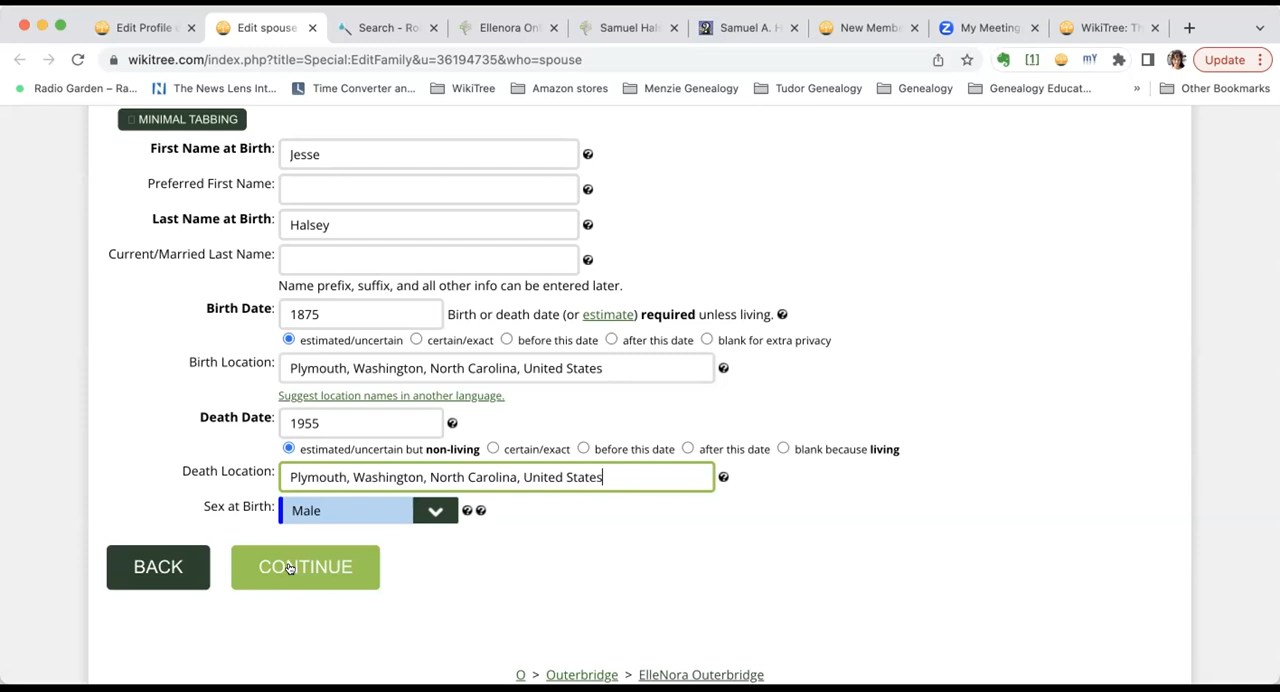 Edit Profile
Edit spouse
Search - Ro
Ellenora Ont
Samuel Hals
Samuel A. H
New Membe
My Meeting
WikiTree: Th
wikitree.com/index.php?title=Special:EditFamily&u=36194735&who=spouse
[1]
mY
Update
Radio Garden – Ra...
The News Lens Int...
Time Converter an...
WikiTree
Amazon stores
Menzie Genealogy
Tudor Genealogy
Genealogy
Genealogy Educat...
»
Other Bookmarks
MINIMAL TABBING
First Name at Birth: Jesse
Preferred First Name:
Last Name at Birth: Halsey
Current/Married Last Name:
Name prefix, suffix, and all other info can be entered later.
Birth Date: 1875 Birth or death date (or estimate) required unless living.
estimated/uncertain certain/exact before this date after this date blank for extra privacy
Birth Location: Plymouth, Washington, North Carolina, United States
Suggest location names in another language.
Death Date: 1955
estimated/uncertain but non-living certain/exact before this date after this date blank because living
Death Location: Plymouth, Washington, North Carolina, United States
Sex at Birth: Male
BACK CONTINUE
O > Outerbridge > ElleNora Outerbridge